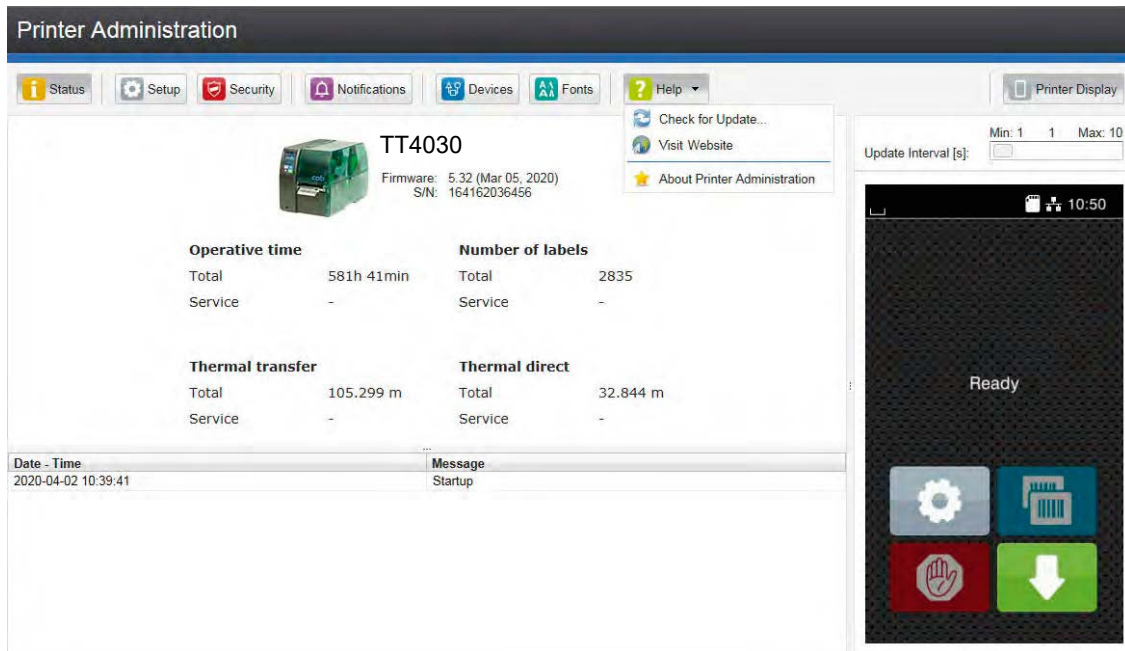 Printer Administration
Status Setup Security Notifications Devices Fonts Help Printer Display
Check for Update...
Visit Website
About Printer Administration
TT4030
Firmware: 5.32 (Mar 05, 2020)
S/N: 164162036456
Operative time Number of labels
Total 581h 41min Total 2835
Service - Service -
Thermal transfer Thermal direct
Total 105.299 m Total 32.844 m
Service - Service -
Date - Time Message
2020-04-02 10:39:41 Startup
Min: 1 1 Max: 10
Update Interval [s]:
10:50
Ready